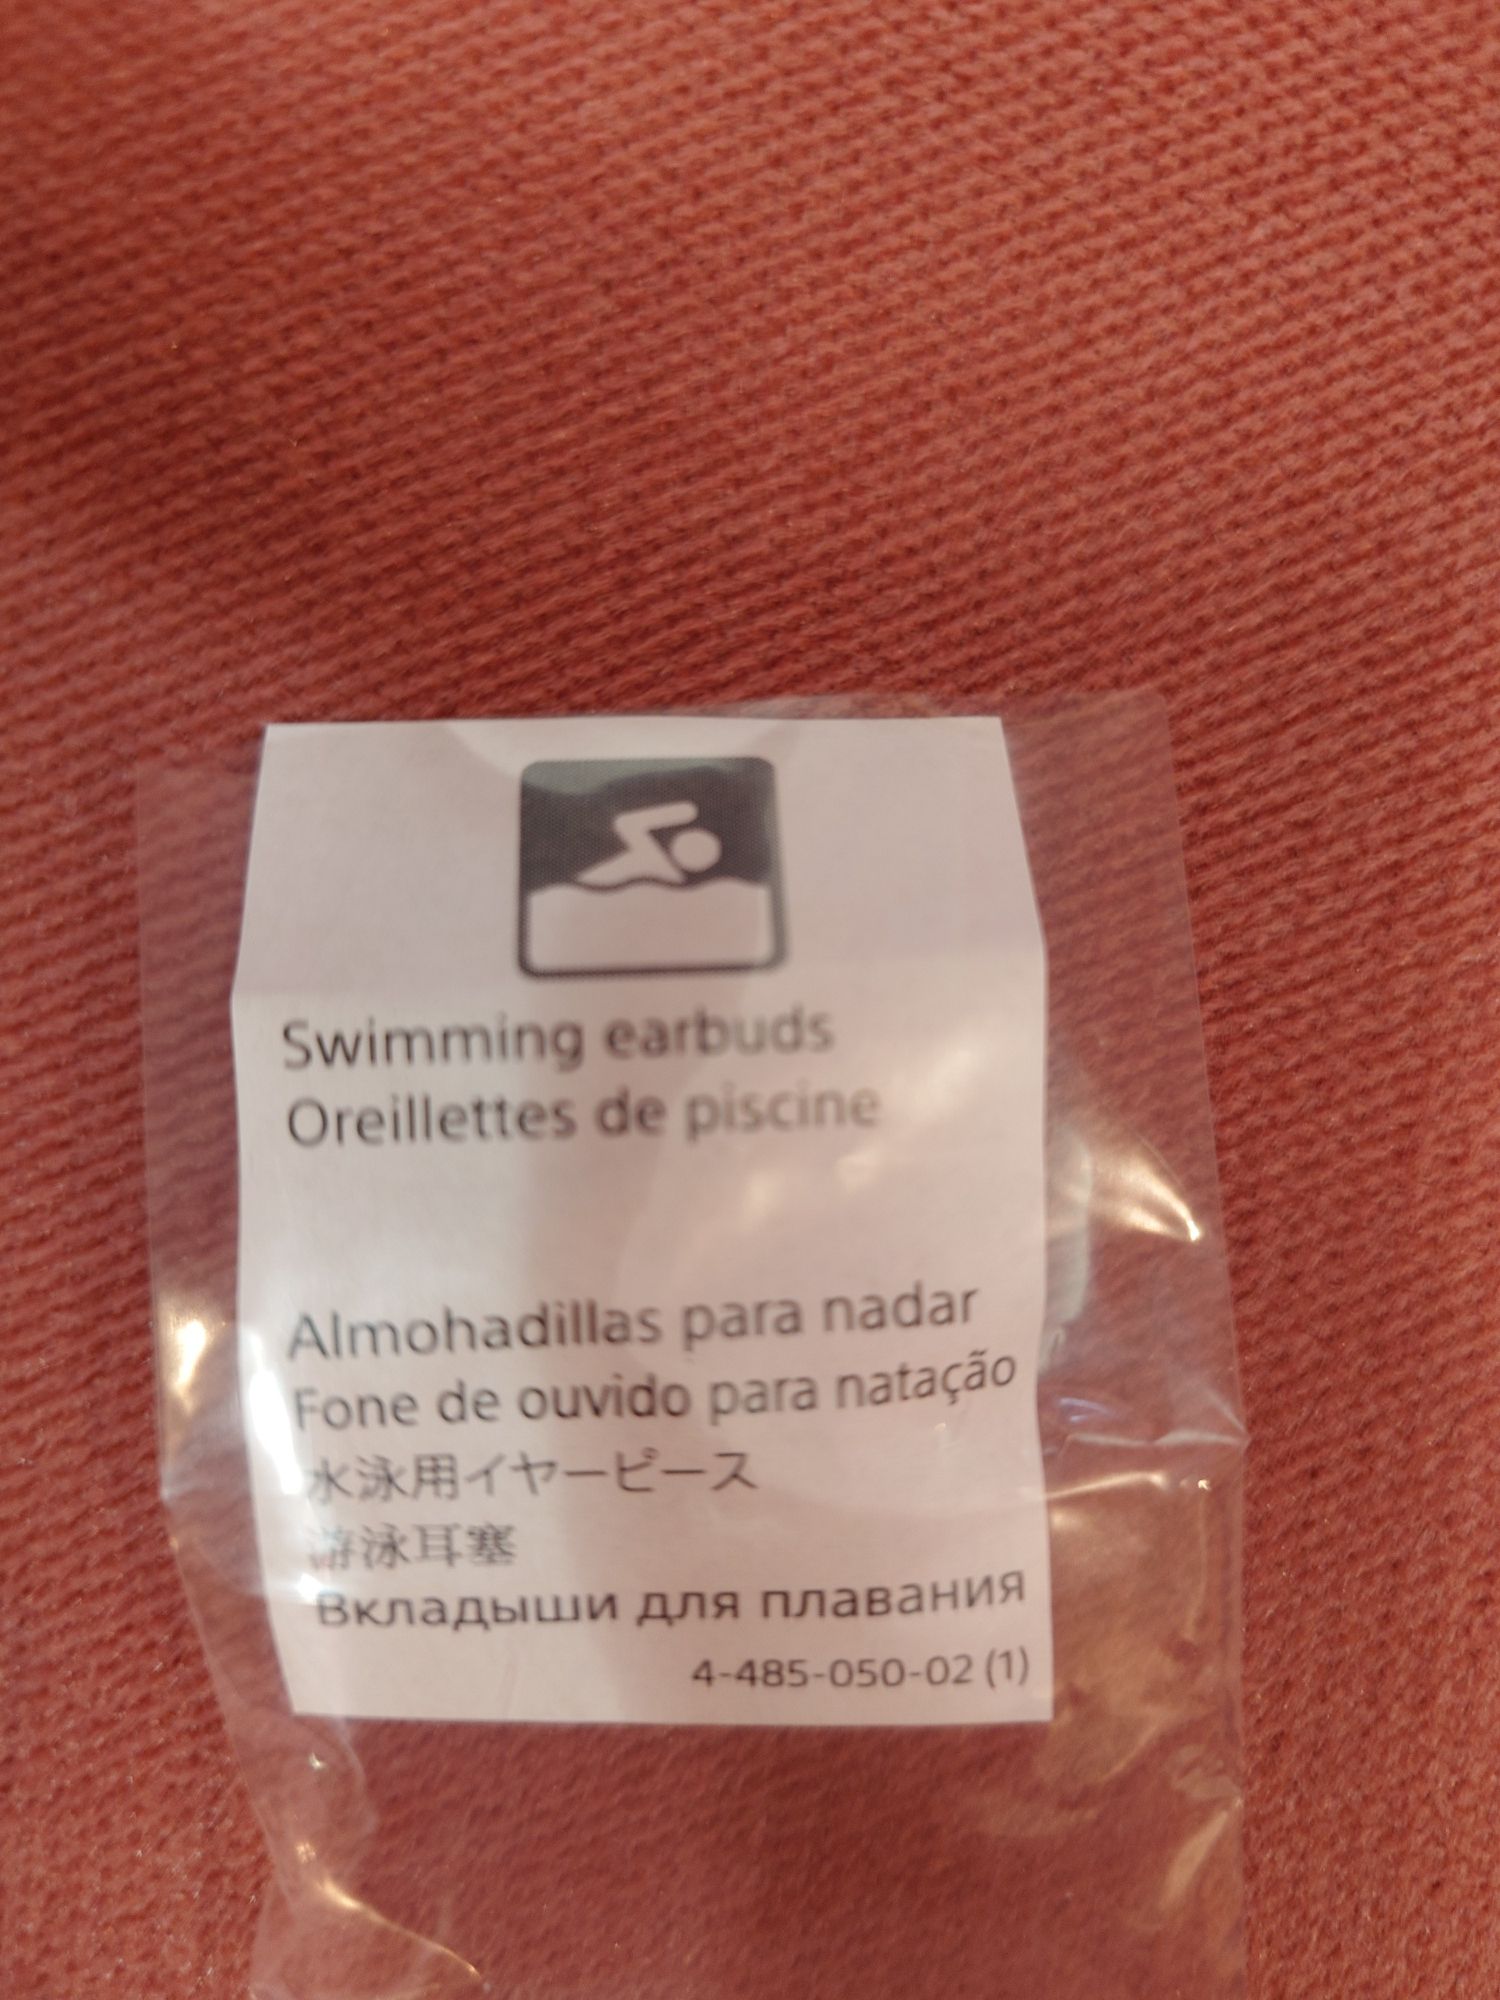 Swimming earbuds
Oreillettes de piscine
Almohadillas para nadar
Fone de ouvido para natação
水泳用イヤーピース
游泳耳塞
Вкладыши для плавания
4-485-050-02 (1)